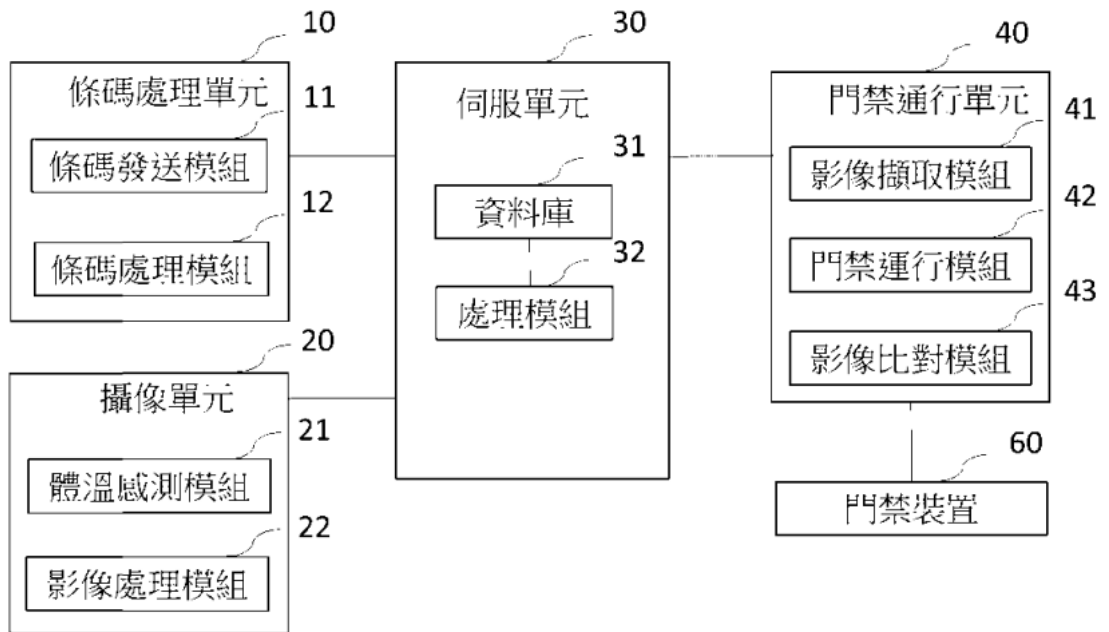 10
條碼處理單元
11
條碼發送模組
12
條碼處理模組
20
攝像單元
21
體溫感測模組
22
影像處理模組
30
伺服單元
31
資料庫
32
處理模組
40
門禁通行單元
41
影像擷取模組
42
門禁運行模組
43
影像比對模組
60
門禁裝置